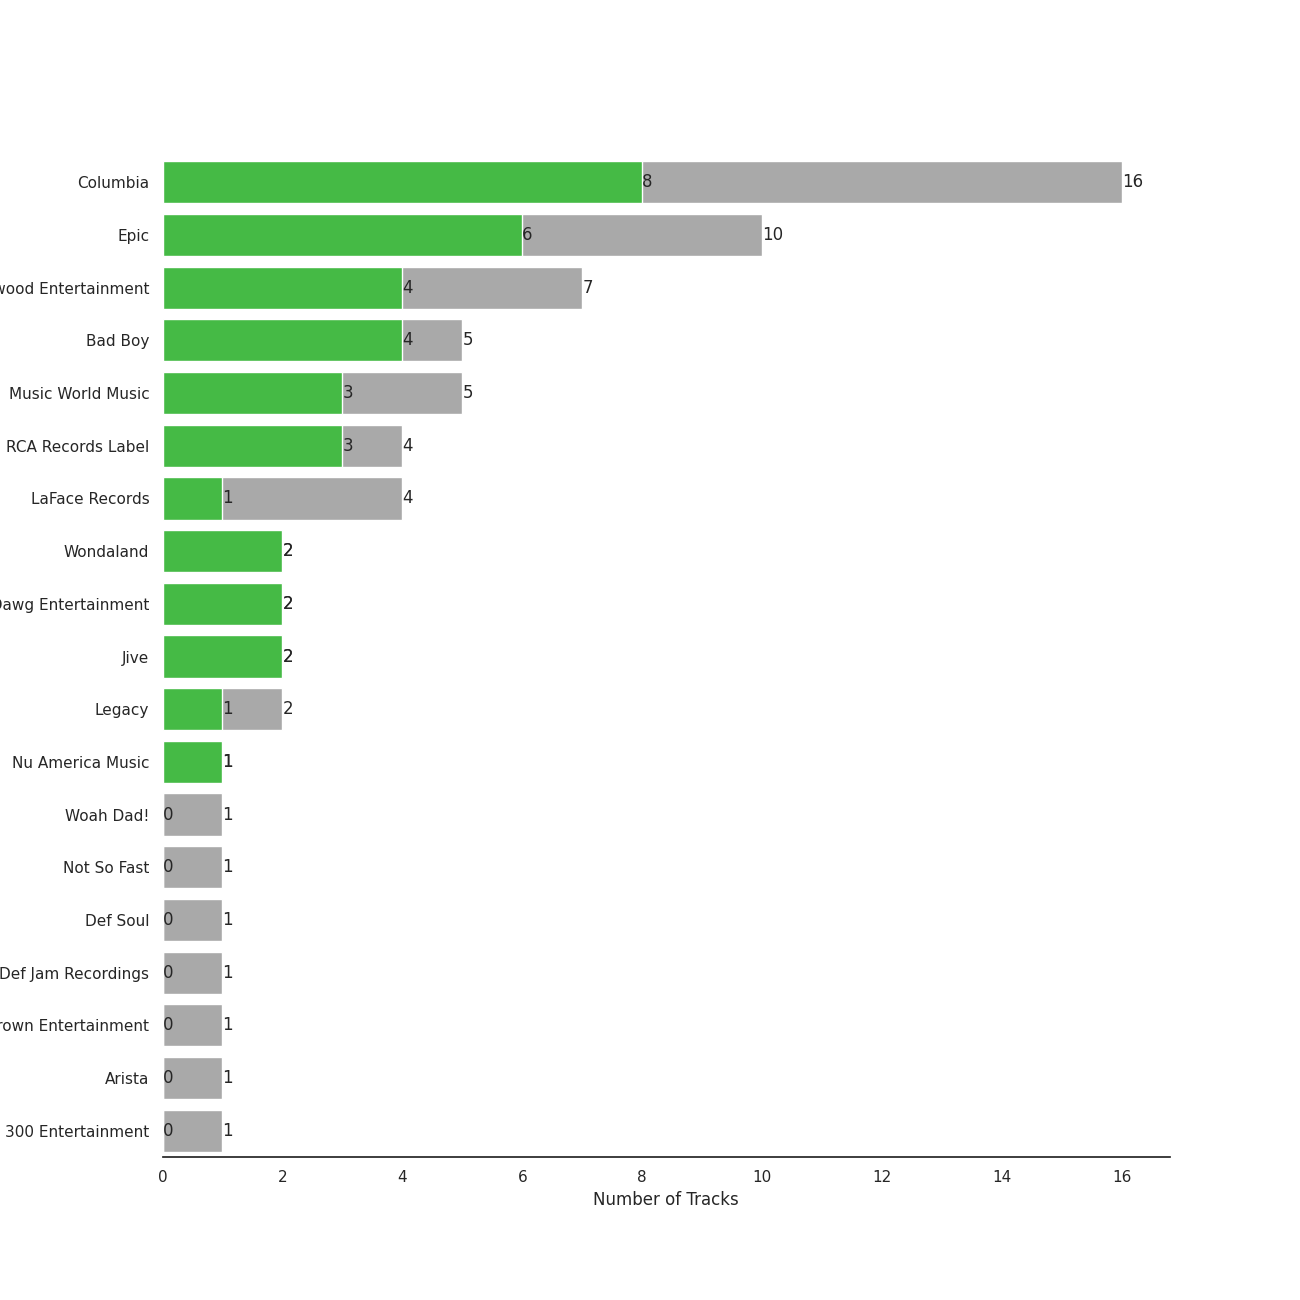 Columbia 8 16
Epic 6 10
wood Entertainment 4 7
Bad Boy 4 5
Music World Music 3 5
RCA Records Label 3 4
LaFace Records 1 4
Wondaland 2
Dawg Entertainment 2
Jive 2
Legacy 1 2
Nu America Music 1
Woah Dad! 0 1
Not So Fast 0 1
Def Soul 0 1
Def Jam Recordings 0 1
rown Entertainment 0 1
Arista 0 1
300 Entertainment 0 1
0 2 4 6 8 10 12 14 16
Number of Tracks